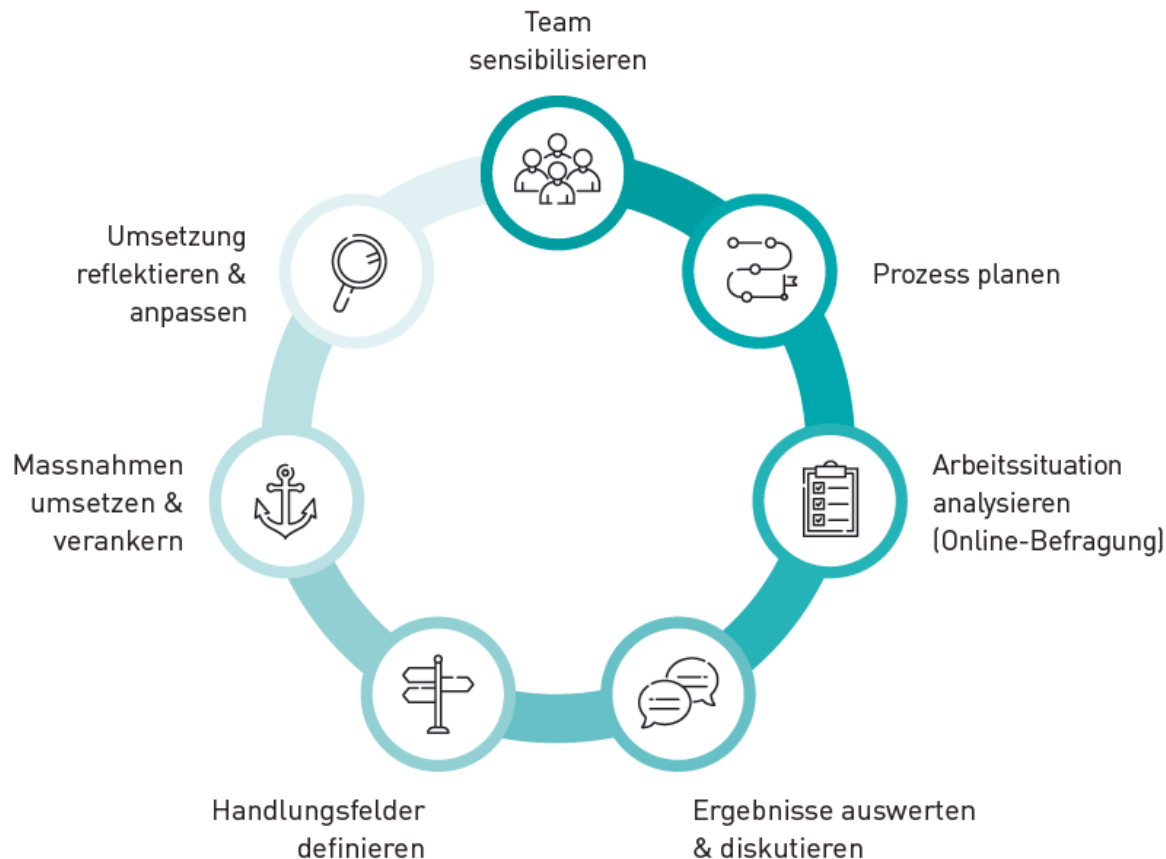 Team
sensibilisieren
Prozess planen
Arbeitssituation
analysieren
(Online-Befragung)
Ergebnisse auswerten
& diskutieren
Handlungsfelder
definieren
Massnahmen
umsetzen &
verankern
Umsetzung
reflektieren &
anpassen